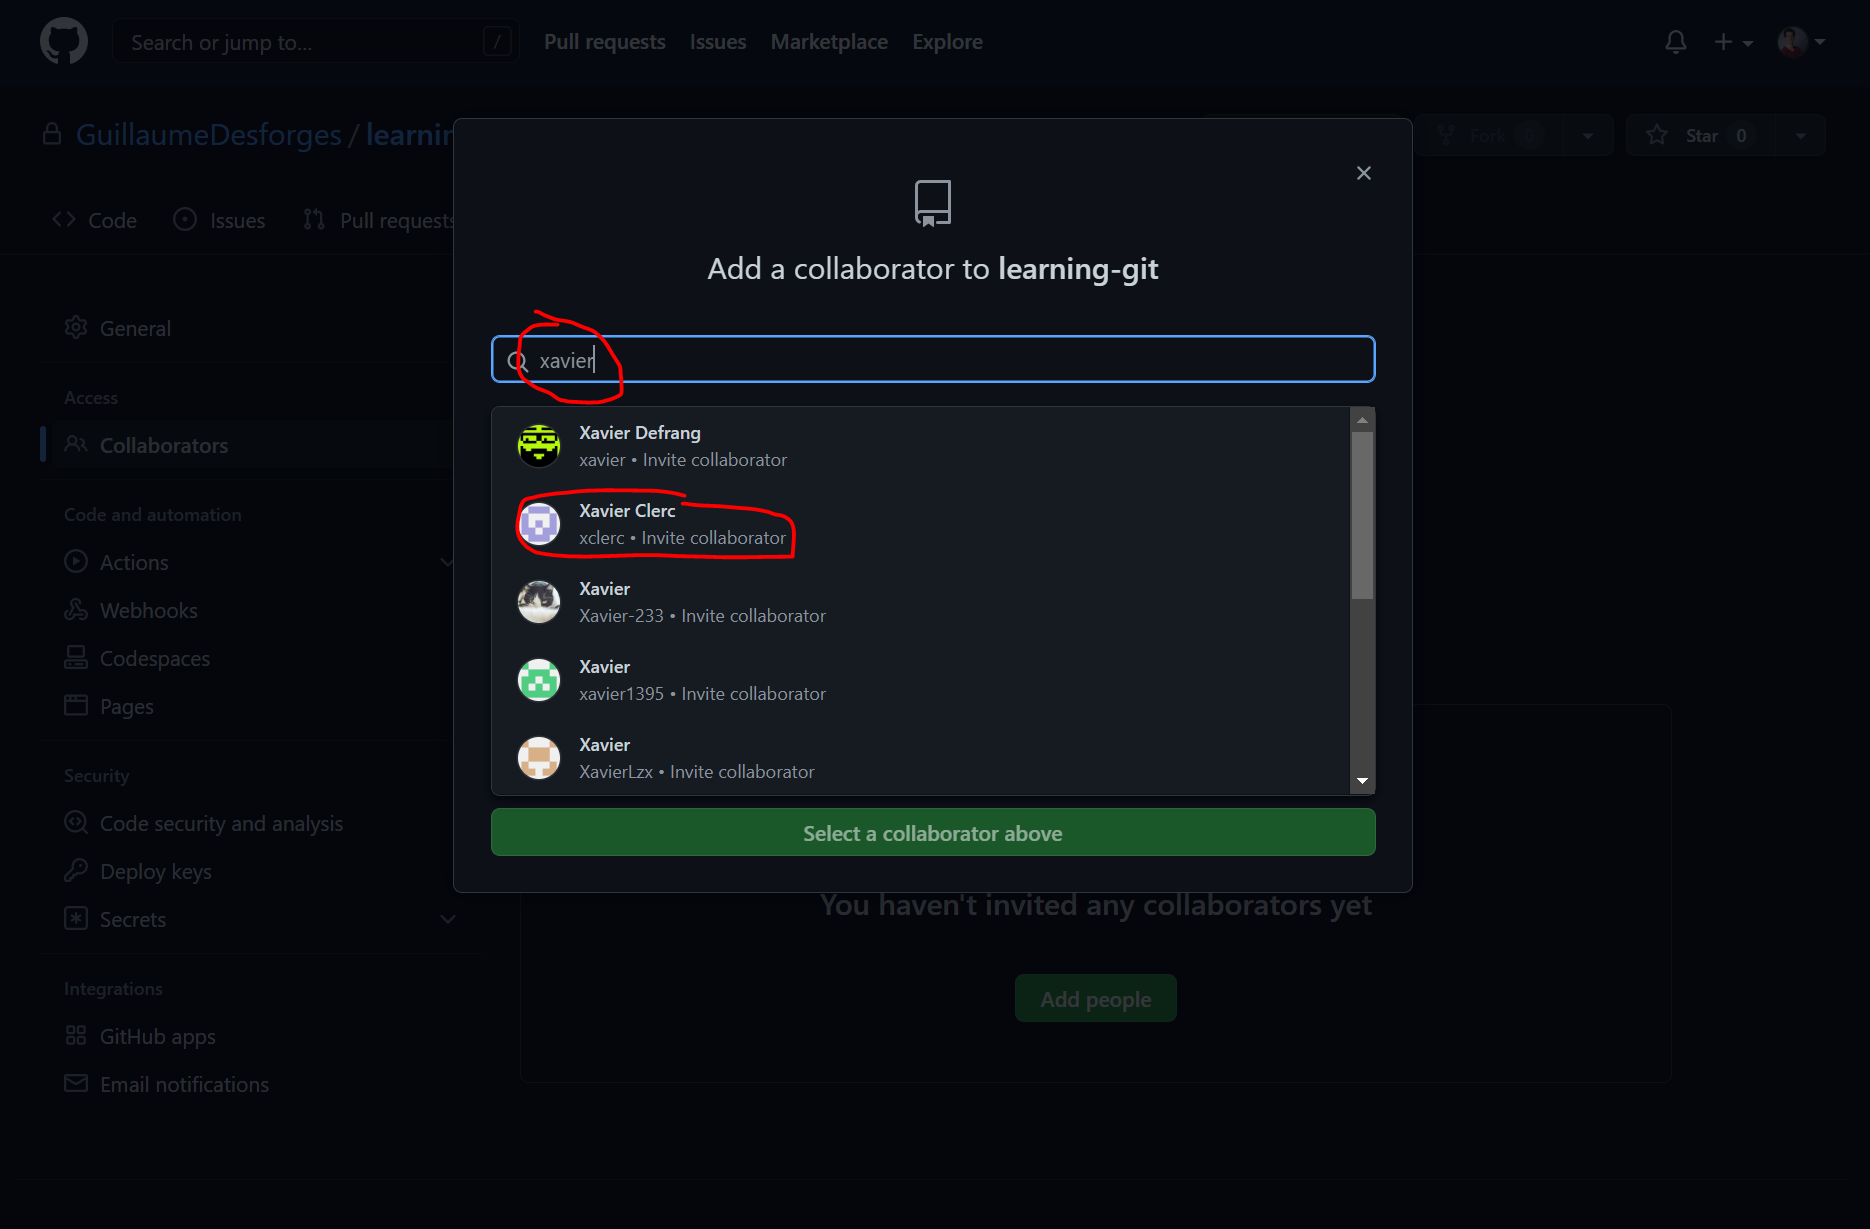 Search or jump to...
/
Pull requests
Issues
Marketplace
Explore
GuillaumeDesforges / learnin
Fork 0
Star 0
Code
Issues
Pull requests
General
Access
Collaborators
Code and automation
Actions
Webhooks
Codespaces
Pages
Security
Code security and analysis
Deploy keys
Secrets
Integrations
GitHub apps
Email notifications
Add a collaborator to learning-git
xavier
Xavier Defrang
xavier • Invite collaborator
Xavier Clerc
xclerc • Invite collaborator
Xavier
Xavier-233 • Invite collaborator
Xavier
xavier1395 • Invite collaborator
Xavier
XavierLzx • Invite collaborator
Select a collaborator above
You haven't invited any collaborators yet
Add people